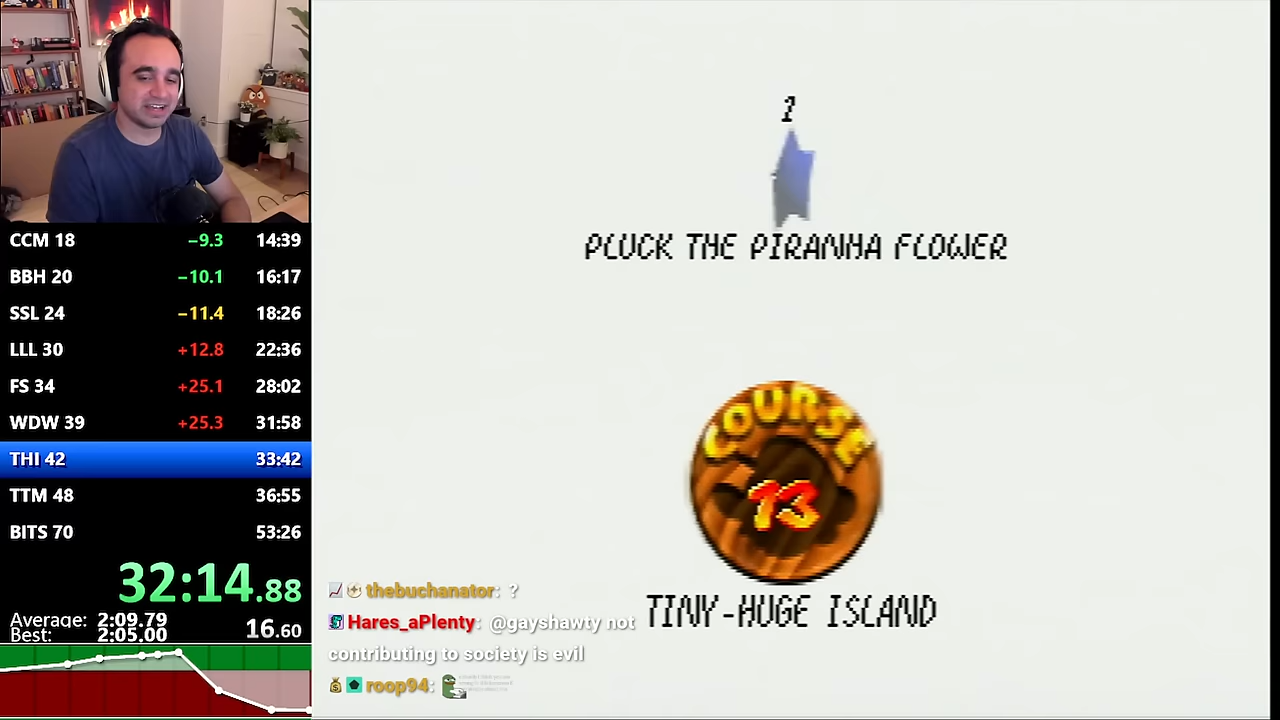 CCM 18 −9.3 14:39
BBH 20 −10.1 16:17
SSL 24 −11.4 18:26
LLL 30 +12.8 22:36
FS 34 +25.1 28:02
WDW 39 +25.3 31:58
THI 42 33:42
TTM 48 36:55
BITS 70 53:26
32:14.88
Average: 2:09.79
Best: 2:05.00
16.60
?
PLUCK THE PIRANHA FLOWER
COURSE
13
TINY-HUGE ISLAND
thebuchanator: ?
Hares_aPlenty: @gayshawty not
contributing to society is evil
roop94: